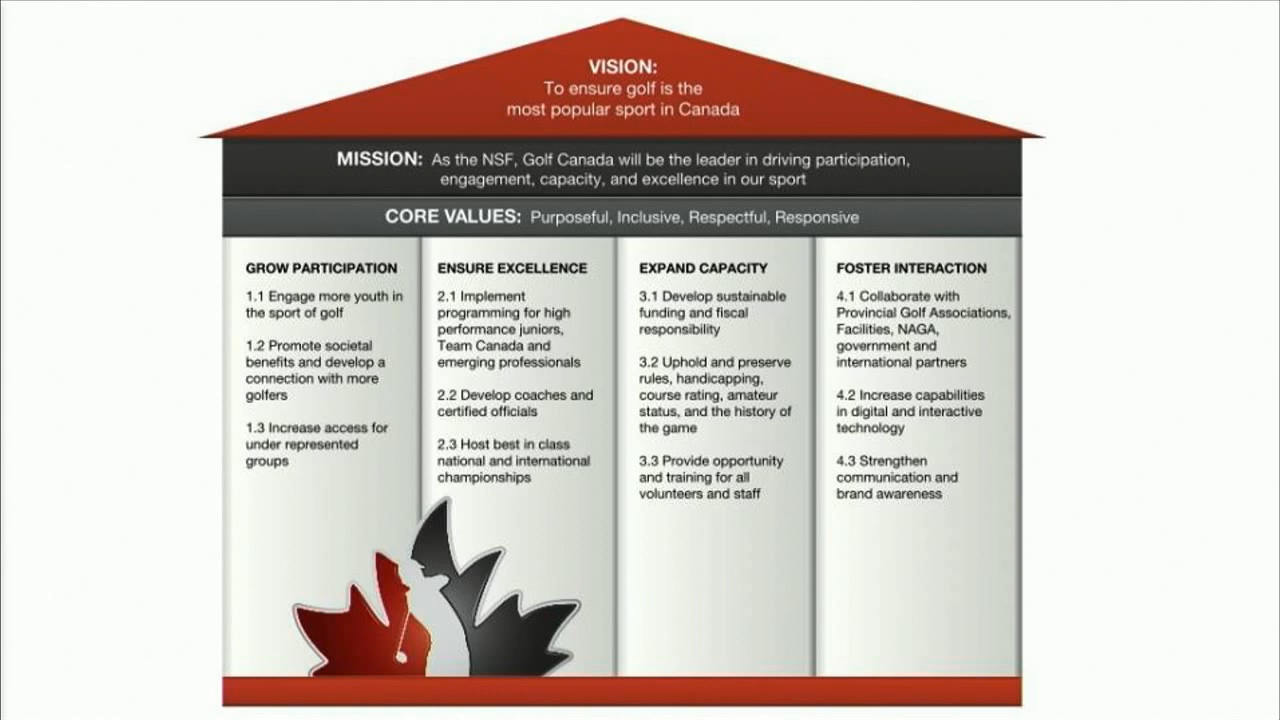 VISION:
To ensure golf is the
most popular sport in Canada
MISSION: As the NSF, Golf Canada will be the leader in driving participation,
engagement, capacity, and excellence in our sport
CORE VALUES: Purposeful, Inclusive, Respectful, Responsive
GROW PARTICIPATION
1.1 Engage more youth in
the sport of golf
1.2 Promote societal
benefits and develop a
connection with more
golfers
1.3 Increase access for
under represented
groups
ENSURE EXCELLENCE
2.1 Implement
programming for high
performance juniors,
Team Canada and
emerging professionals
2.2 Develop coaches and
certified officials
2.3 Host best in class
national and international
championships
EXPAND CAPACITY
3.1 Develop sustainable
funding and fiscal
responsibility
3.2 Uphold and preserve
rules, handicapping,
course rating, amateur
status, and the history of
the game
3.3 Provide opportunity
and training for all
volunteers and staff
FOSTER INTERACTION
4.1 Collaborate with
Provincial Golf Associations,
Facilities, NAGA,
government and
international partners
4.2 Increase capabilities
in digital and interactive
technology
4.3 Strengthen
communication and
brand awareness